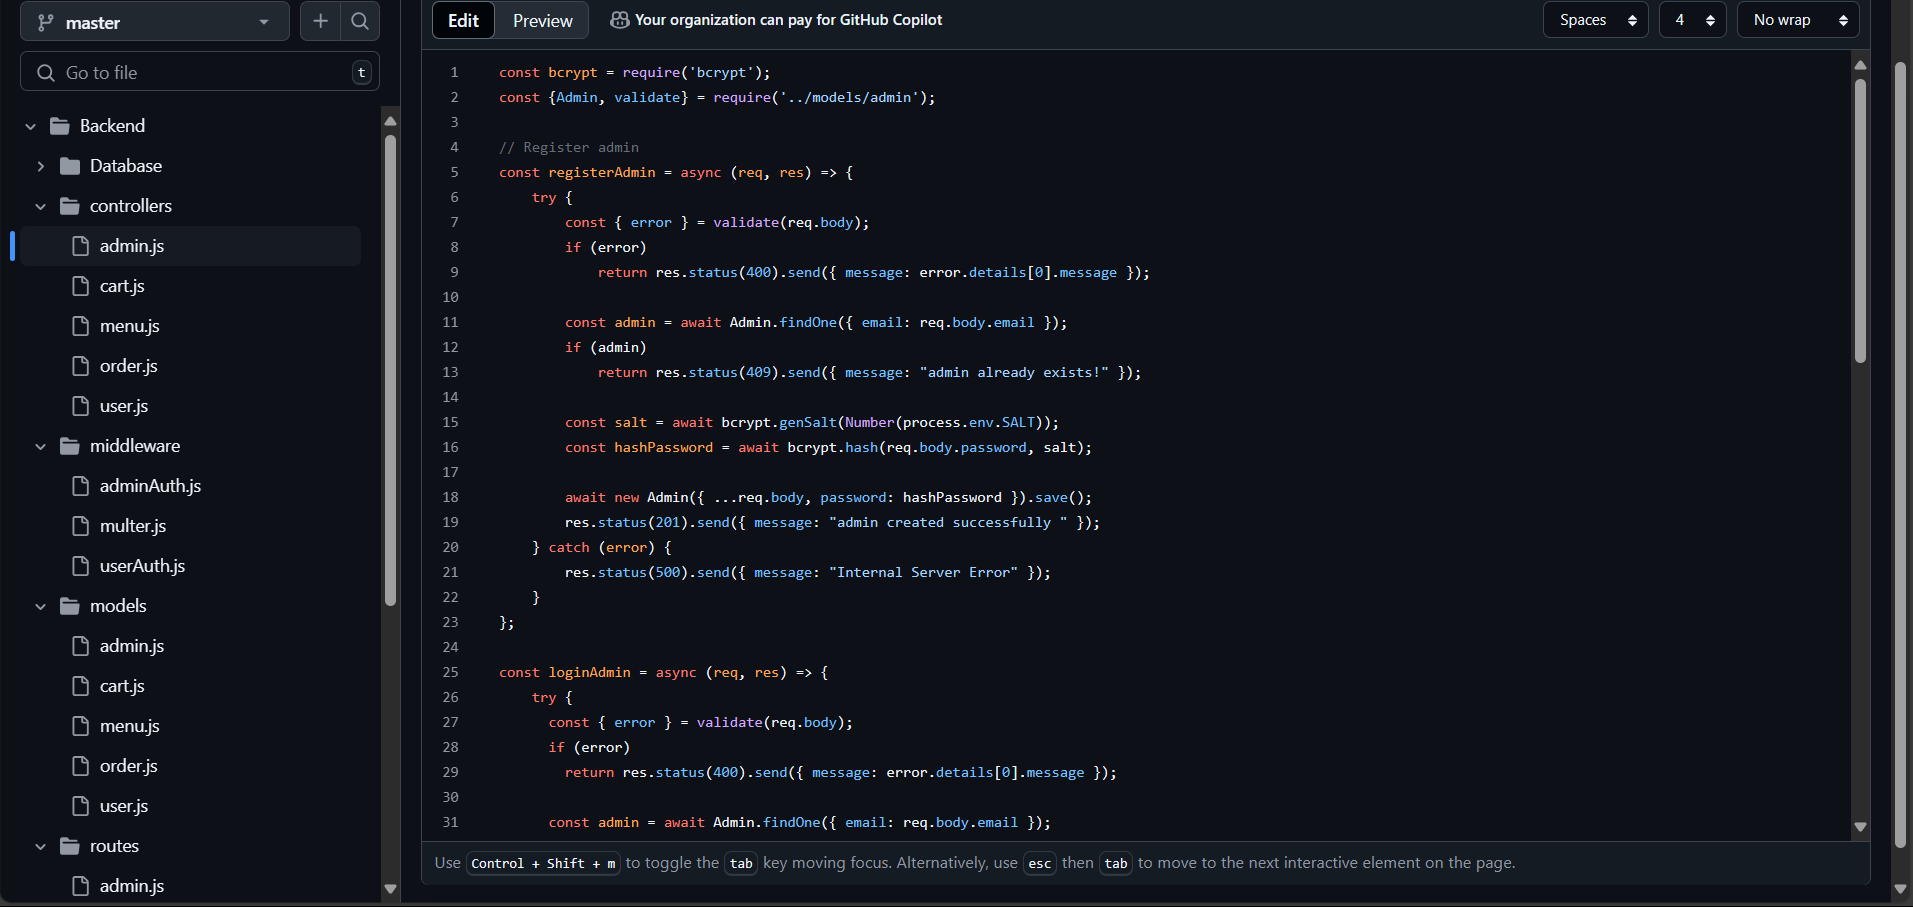 master
Go to file
t
Backend
Database
controllers
admin.js
cart.js
menu.js
order.js
user.js
middleware
adminAuth.js
multer.js
userAuth.js
models
admin.js
cart.js
menu.js
order.js
user.js
routes
admin.js
Edit Preview Your organization can pay for GitHub Copilot Spaces 4 No wrap
1 const bcrypt = require('bcrypt');
2 const {Admin, validate} = require('../models/admin');
3
4 // Register admin
5 const registerAdmin = async (req, res) => {
6     try {
7         const { error } = validate(req.body);
8         if (error)
9             return res.status(400).send({ message: error.details[0].message });
10
11         const admin = await Admin.findOne({ email: req.body.email });
12         if (admin)
13             return res.status(409).send({ message: "admin already exists!" });
14
15         const salt = await bcrypt.genSalt(Number(process.env.SALT));
16         const hashPassword = await bcrypt.hash(req.body.password, salt);
17
18         await new Admin({ ...req.body, password: hashPassword }).save();
19         res.status(201).send({ message: "admin created successfully " });
20     } catch (error) {
21         res.status(500).send({ message: "Internal Server Error" });
22     }
23 };
24
25 const loginAdmin = async (req, res) => {
26     try {
27       const { error } = validate(req.body);
28       if (error)
29         return res.status(400).send({ message: error.details[0].message });
30
31       const admin = await Admin.findOne({ email: req.body.email });
Use Control + Shift + m to toggle the tab key moving focus. Alternatively, use esc then tab to move to the next interactive element on the page.